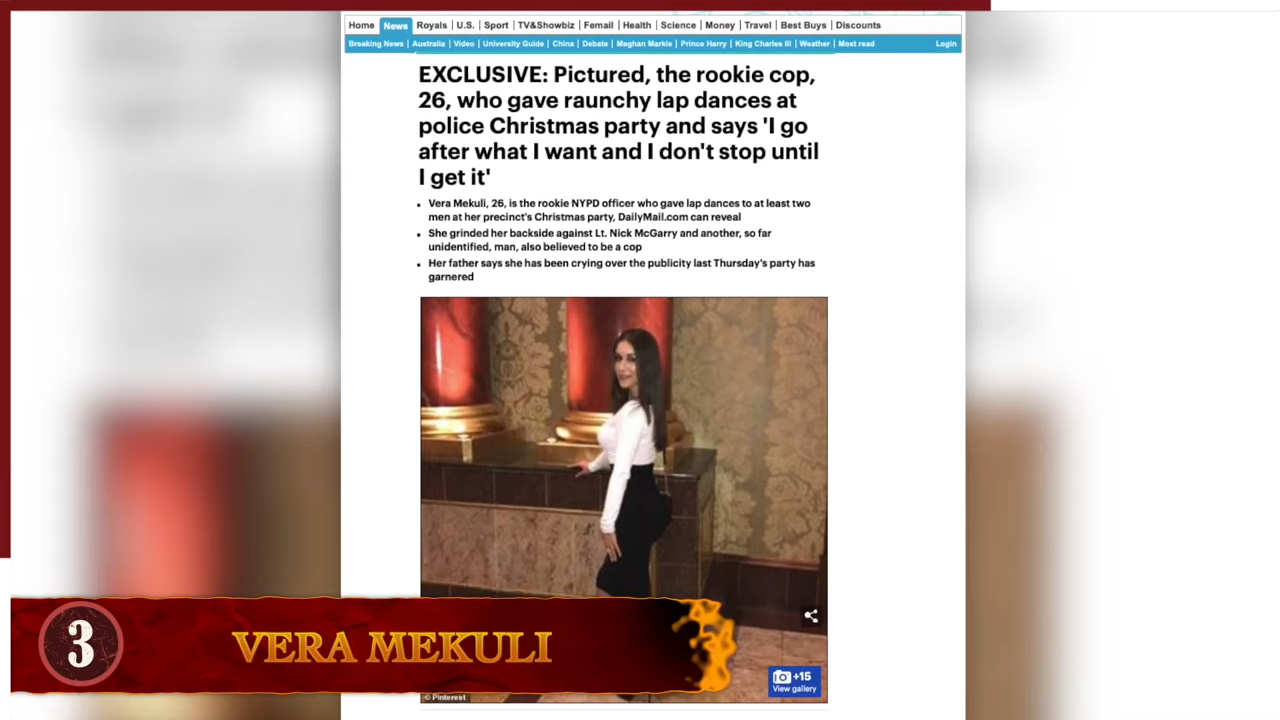 Home News Royals U.S. Sport TV&Showbiz Femail Health Science Money Travel Best Buys Discounts
Breaking News Australia Video University Guide China Debate Meghan Markle Prince Harry King Charles III Weather Most read Login
EXCLUSIVE: Pictured, the rookie cop,
26, who gave raunchy lap dances at
police Christmas party and says 'I go
after what I want and I don't stop until
I get it'
• Vera Mekuli, 26, is the rookie NYPD officer who gave lap dances to at least two
men at her precinct's Christmas party, DailyMail.com can reveal
• She grinded her backside against Lt. Nick McGarry and another, so far
unidentified, man, also believed to be a cop
• Her father says she has been crying over the publicity last Thursday's party has
garnered
3
VERA MEKULI
+15
View gallery
© Pinterest